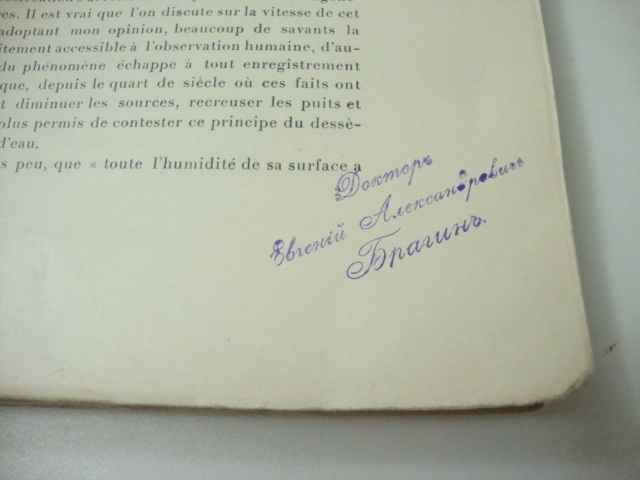 res. Il est vrai que l'on discute sur la vitesse de cet
adoptant mon opinion, beaucoup de savants la
itement accessible à l'observation humaine, d'au-
du phénomène échappe à tout enregistrement
que, depuis le quart de siècle où ces faits ont
t diminuer les sources, recreuser les puits et
plus permis de contester ce principe du dessè-
d'eau.
is peu, que « toute l'humidité de sa surface a
Докторъ
Евгеній Александровичъ
Брагинъ.